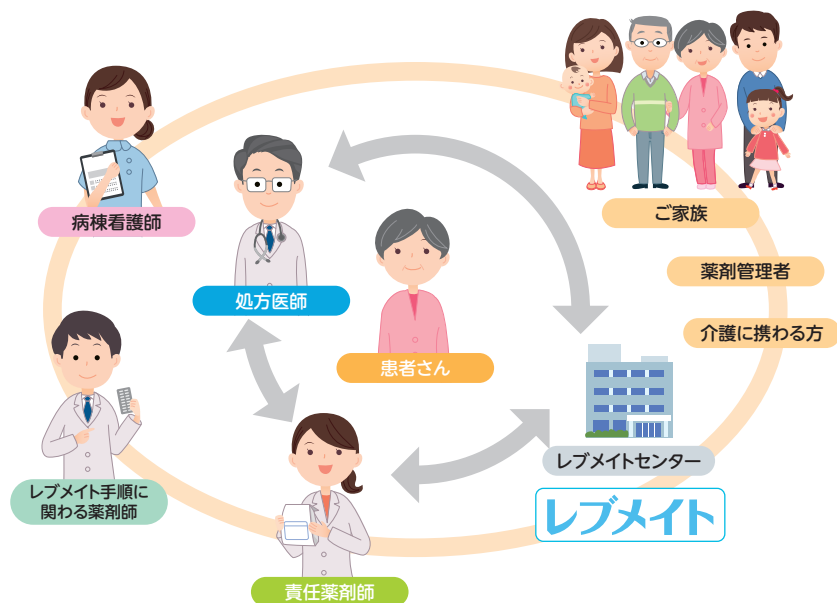 病棟看護師
処方医師
ご家族
薬剤管理者
介護に携わる方
患者さん
レブメイトセンター
レブメイト
レブメイト手順に
関わる薬剤師
責任薬剤師